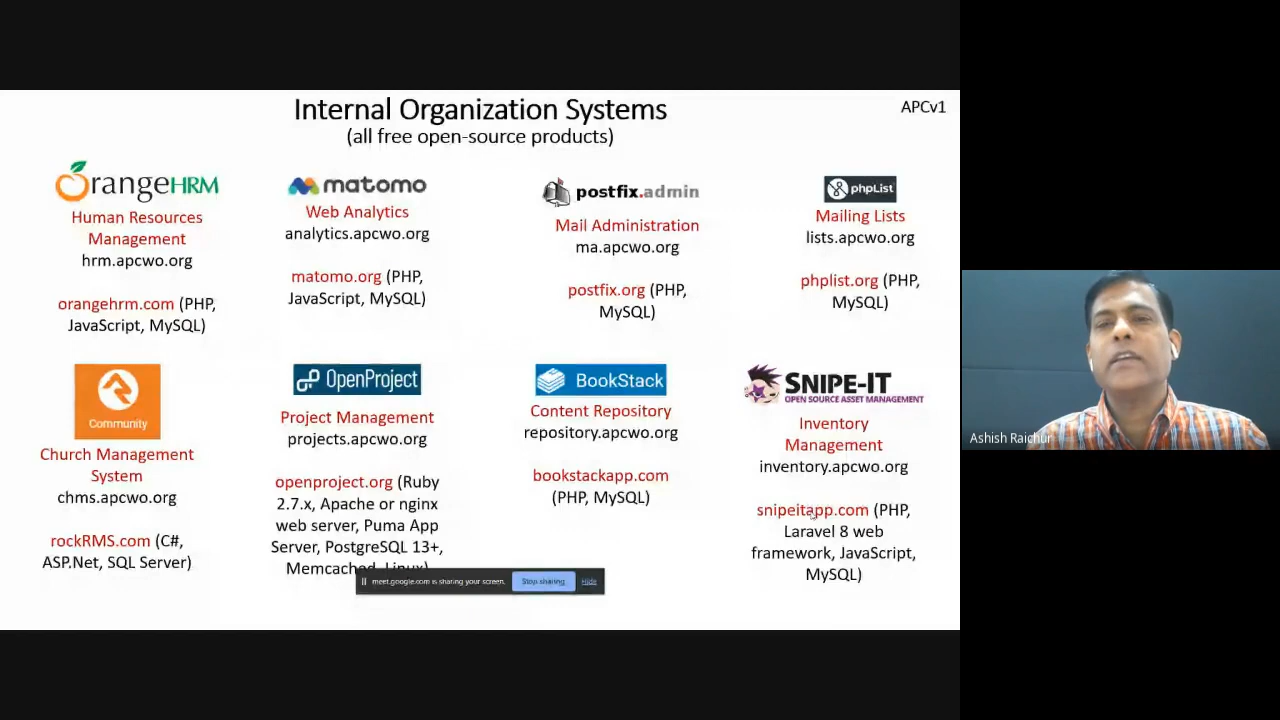 Internal Organization Systems
(all free open-source products)
APCv1
OrangeHRM
Human Resources
Management
hrm.apcwo.org
orangehrm.com (PHP,
JavaScript, MySQL)
matomo
Web Analytics
analytics.apcwo.org
matomo.org (PHP,
JavaScript, MySQL)
postfix.admin
Mail Administration
ma.apcwo.org
postfix.org (PHP,
MySQL)
phpList
Mailing Lists
lists.apcwo.org
phplist.org (PHP,
MySQL)
Community
Church Management
System
chms.apcwo.org
rockRMS.com (C#,
ASP.Net, SQL Server)
OpenProject
Project Management
projects.apcwo.org
openproject.org (Ruby
2.7.x, Apache or nginx
web server, Puma App
Server, PostgreSQL 13+,
Memcached, Linux)
BookStack
Content Repository
repository.apcwo.org
bookstackapp.com
(PHP, MySQL)
SNIPE-IT
OPEN SOURCE ASSET MANAGEMENT
Inventory
Management
inventory.apcwo.org
snipeitapp.com (PHP,
Laravel 8 web
framework, JavaScript,
MySQL)
meet.google.com is sharing your screen.
Stop sharing
Hide
Ashish Raichur